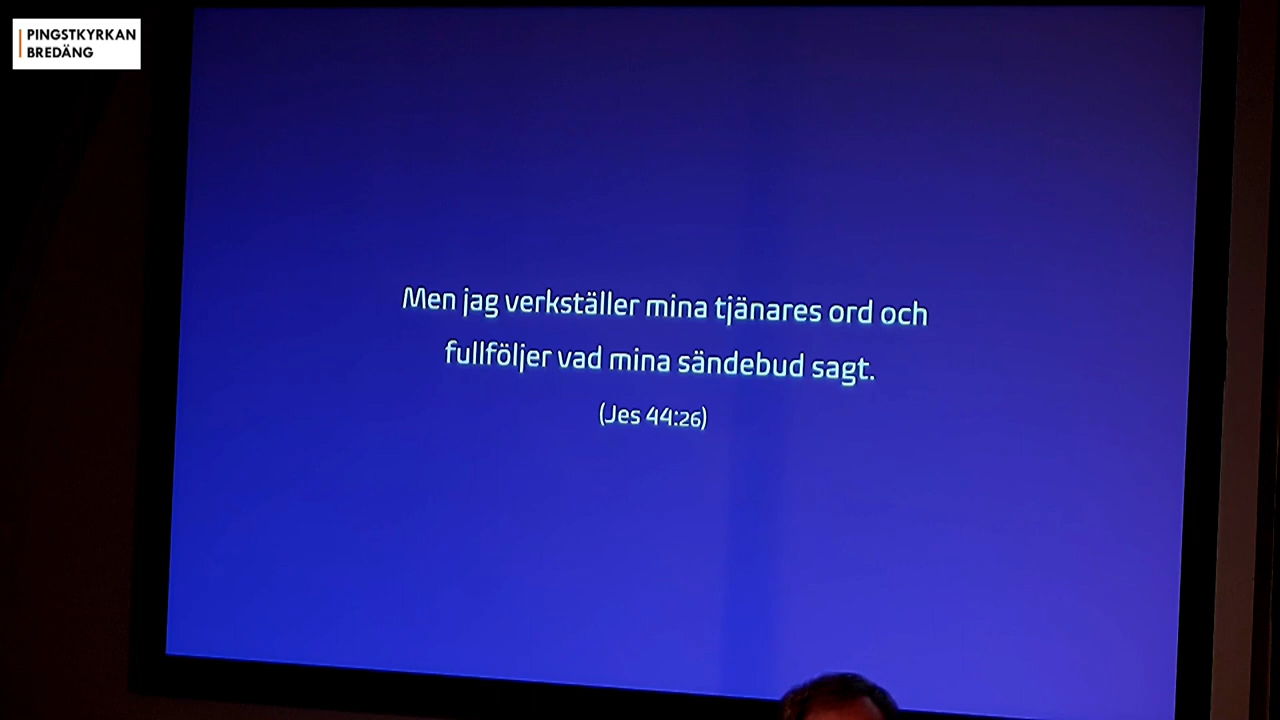 PINGSTKYRKAN
BREDÄNG
Men jag verkställer mina tjänares ord och
fullföljer vad mina sändebud sagt.
(Jes 44:26)